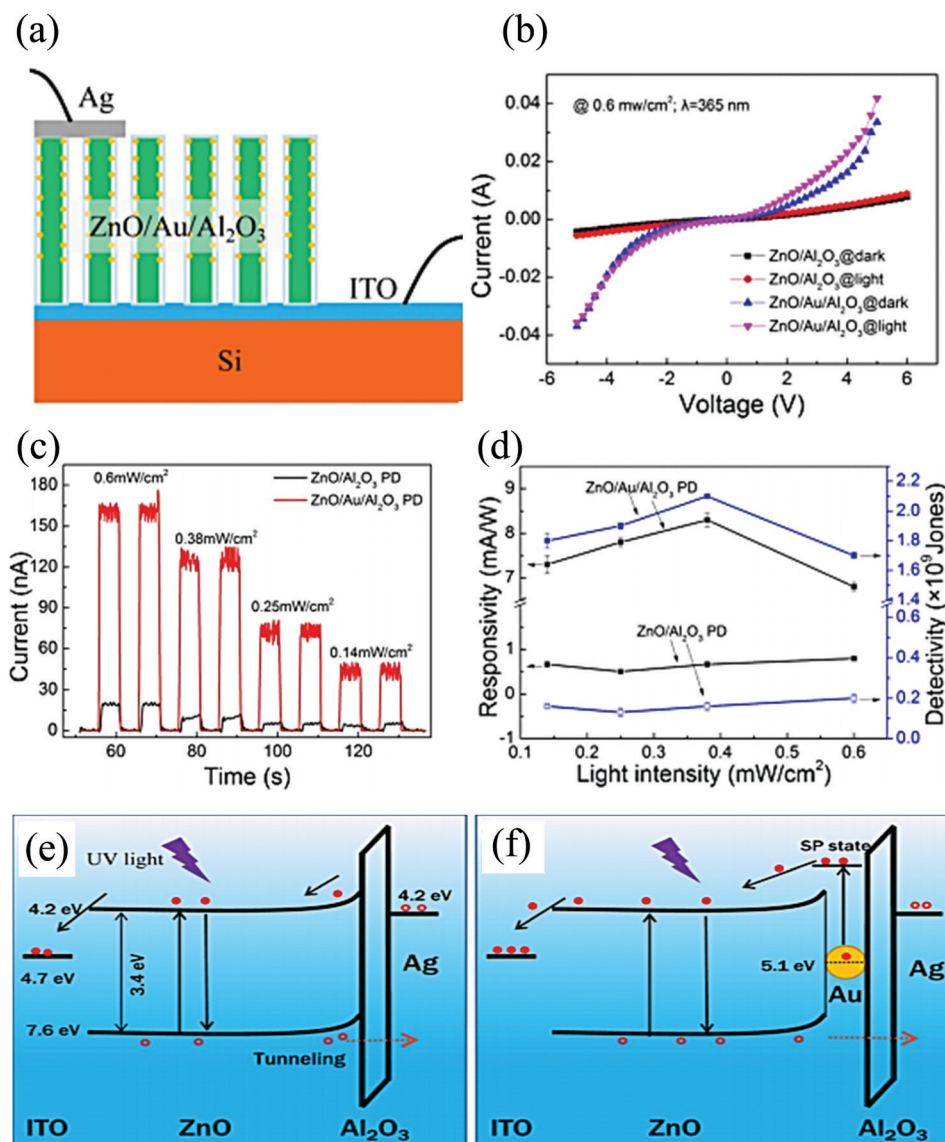 (a)
Ag
ZnO/Au/Al₂O₃
ITO
Si
(b)
@ 0.6 mw/cm²; λ=365 nm
0.04
0.02
0.00
-0.02
-0.04
Current (A)
ZnO/Al₂O₃@dark
ZnO/Al₂O₃@light
ZnO/Au/Al₂O₃@dark
ZnO/Au/Al₂O₃@light
-6 -4 -2 0 2 4 6
Voltage (V)
(c)
180
150
120
90
60
30
0
Current (nA)
0.6mW/cm²
0.38mW/cm²
0.25mW/cm²
0.14mW/cm²
ZnO/Al₂O₃ PD
ZnO/Au/Al₂O₃ PD
60 80 100 120
Time (s)
(d)
9
8
7
1
0
-1
Responsivity (mA/W)
ZnO/Au/Al₂O₃ PD
ZnO/Al₂O₃ PD
2.2
2.1
2.0
1.9
1.8
1.7
1.6
1.5
1.4
0.6
0.4
0.2
0.0
Detectivity (×10⁹Jones)
0.1 0.2 0.3 0.4 0.5 0.6
Light intensity (mW/cm²)
(e)
UV light
4.2 eV
4.2 eV
3.4 eV
4.7 eV
Ag
7.6 eV
Tunneling
ITO ZnO Al₂O₃
(f)
SP state
5.1 eV
Au
Ag
ITO ZnO Al₂O₃